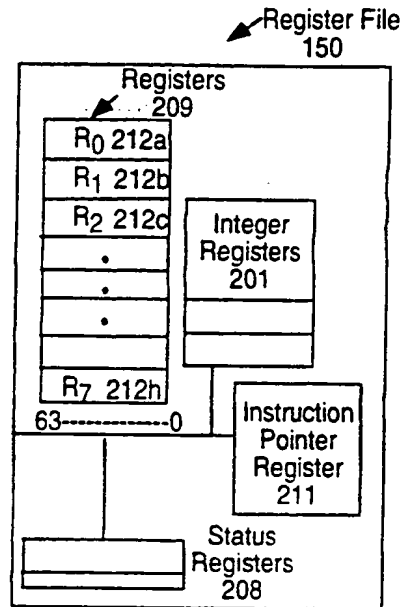 Register File
150
Registers
209
R0 212a
R1 212b
R2 212c
R7 212h
63-------------0
Integer
Registers
201
Instruction
Pointer
Register
211
Status
Registers
208